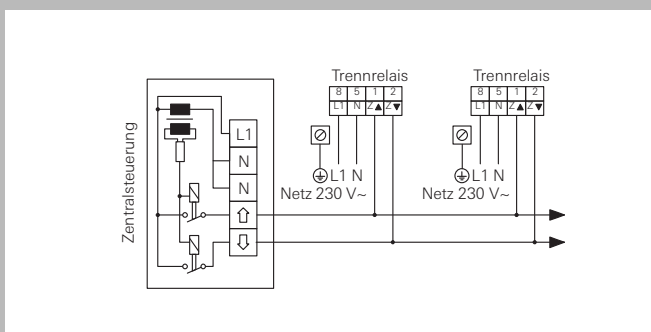 Zentralsteuerung
L1
N
N
Trennrelais
8 5 1 2
L1 N Z▲ Z▼
L1 N
Netz 230 V~
Trennrelais
8 5 1 2
L1 N Z▲ Z▼
L1 N
Netz 230 V~